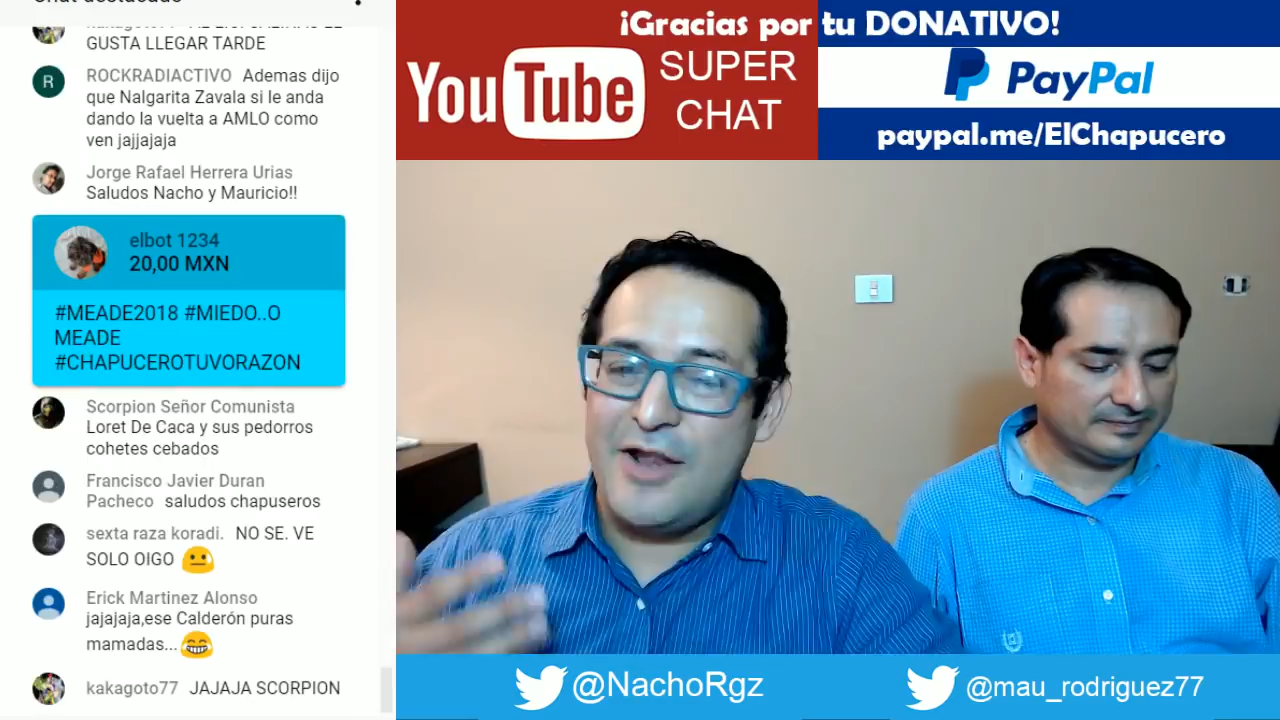 GUSTA LLEGAR TARDE
R
ROCKRADIACTIVO Ademas dijo
que Nalgarita Zavala si le anda
dando la vuelta a AMLO como
ven jajjajaja
Jorge Rafael Herrera Urias
Saludos Nacho y Mauricio!!
elbot 1234
20,00 MXN
#MEADE2018 #MIEDO..O
MEADE
#CHAPUCEROTUVORAZON
Scorpion Señor Comunista
Loret De Caca y sus pedorros
cohetes cebados
Francisco Javier Duran
Pacheco saludos chapuseros
sexta raza koradi. NO SE. VE
SOLO OIGO
Erick Martinez Alonso
jajajaja,ese Calderón puras
mamadas...
kakagoto77 JAJAJA SCORPION
¡Gracias por tu DONATIVO!
YouTube
SUPER
CHAT
PayPal
paypal.me/ElChapucero
@NachoRgz
@mau_rodriguez77